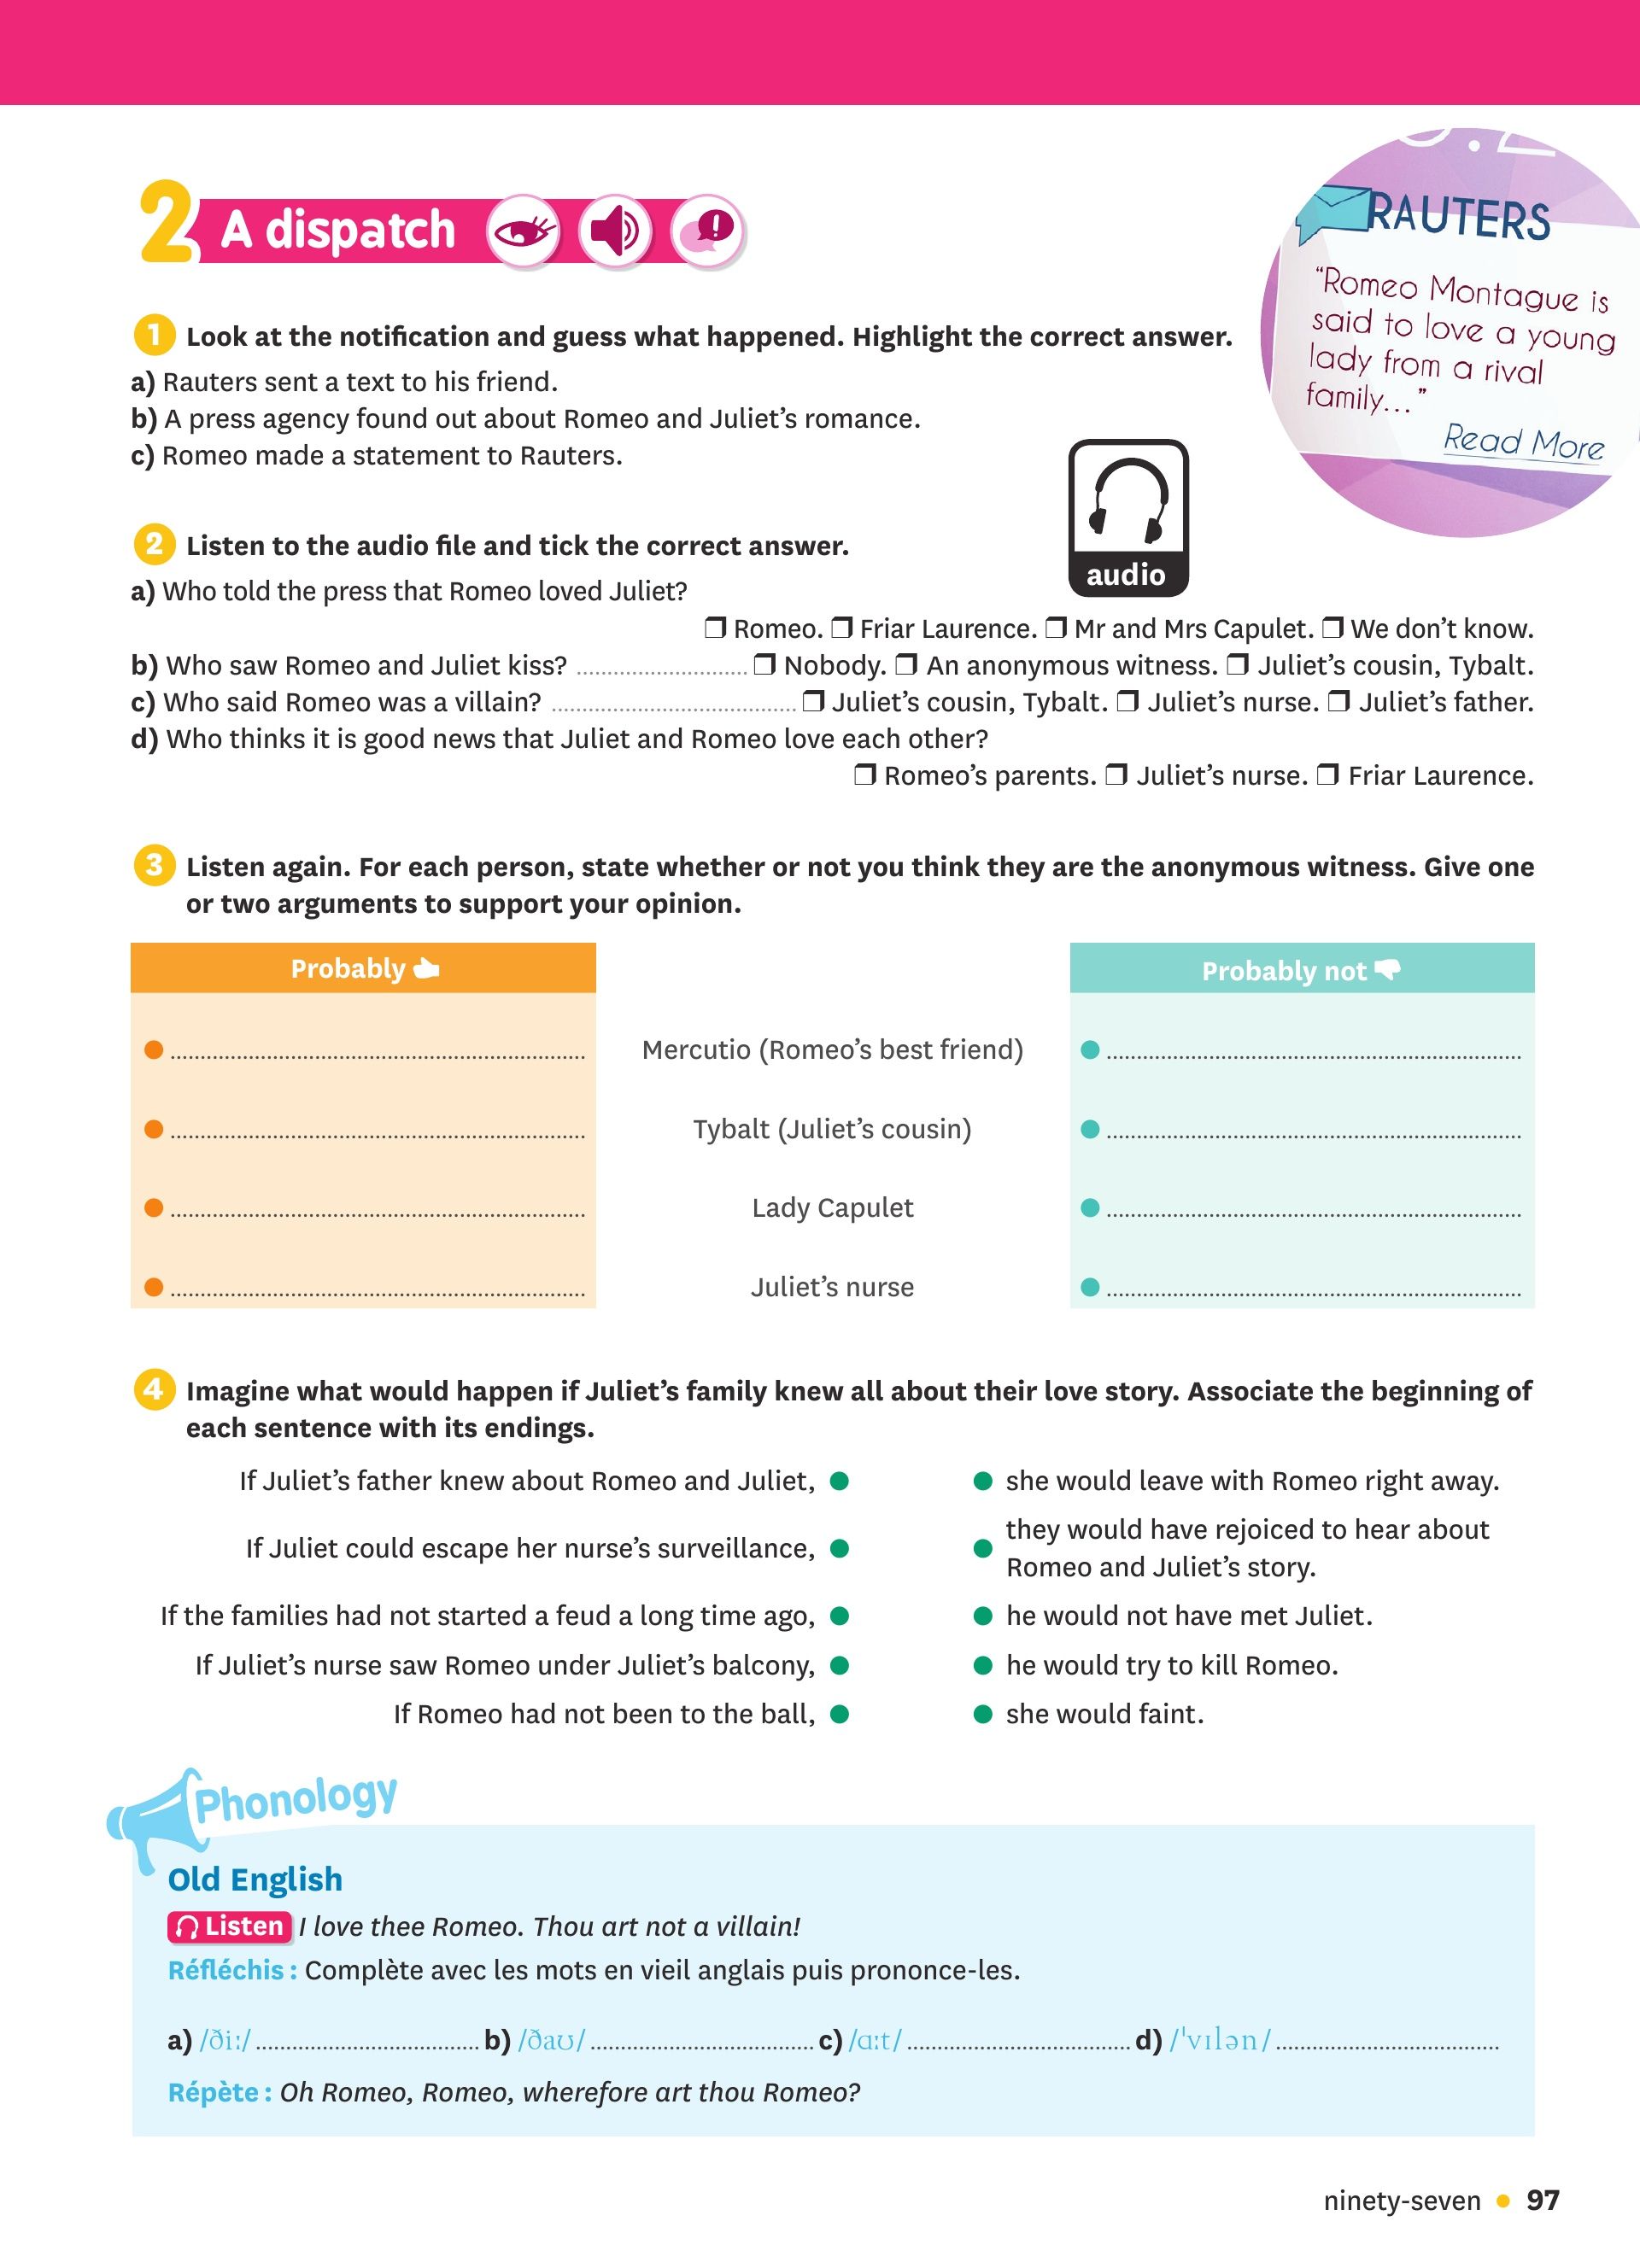 2 A dispatch
RAUTERS
“Romeo Montague is
said to love a young
lady from a rival
family...”
Read More
1 Look at the notification and guess what happened. Highlight the correct answer.
a) Rauters sent a text to his friend.
b) A press agency found out about Romeo and Juliet’s romance.
c) Romeo made a statement to Rauters.
audio
2 Listen to the audio file and tick the correct answer.
a) Who told the press that Romeo loved Juliet?
❒ Romeo. ❒ Friar Laurence. ❒ Mr and Mrs Capulet. ❒ We don’t know.
b) Who saw Romeo and Juliet kiss? ............................. ❒ Nobody. ❒ An anonymous witness. ❒ Juliet’s cousin, Tybalt.
c) Who said Romeo was a villain? ......................................... ❒ Juliet’s cousin, Tybalt. ❒ Juliet’s nurse. ❒ Juliet’s father.
d) Who thinks it is good news that Juliet and Romeo love each other?
❒ Romeo’s parents. ❒ Juliet’s nurse. ❒ Friar Laurence.
3 Listen again. For each person, state whether or not you think they are the anonymous witness. Give one
or two arguments to support your opinion.
Probably
Probably not
Mercutio (Romeo’s best friend)
Tybalt (Juliet’s cousin)
Lady Capulet
Juliet’s nurse
4 Imagine what would happen if Juliet’s family knew all about their love story. Associate the beginning of
each sentence with its endings.
If Juliet’s father knew about Romeo and Juliet, ● ● she would leave with Romeo right away.
If Juliet could escape her nurse’s surveillance, ● ● they would have rejoiced to hear about
Romeo and Juliet’s story.
If the families had not started a feud a long time ago, ● ● he would not have met Juliet.
If Juliet’s nurse saw Romeo under Juliet’s balcony, ● ● he would try to kill Romeo.
If Romeo had not been to the ball, ● ● she would faint.
Phonology
Old English
Listen I love thee Romeo. Thou art not a villain!
Réfléchis : Complète avec les mots en vieil anglais puis prononce-les.
a) /ðiː/ ...................................... b) /ðaʊ/ ...................................... c) /ɑːt/ ...................................... d) /ˈvɪlən/ ......................................
Répète : Oh Romeo, Romeo, wherefore art thou Romeo?
ninety-seven ● 97